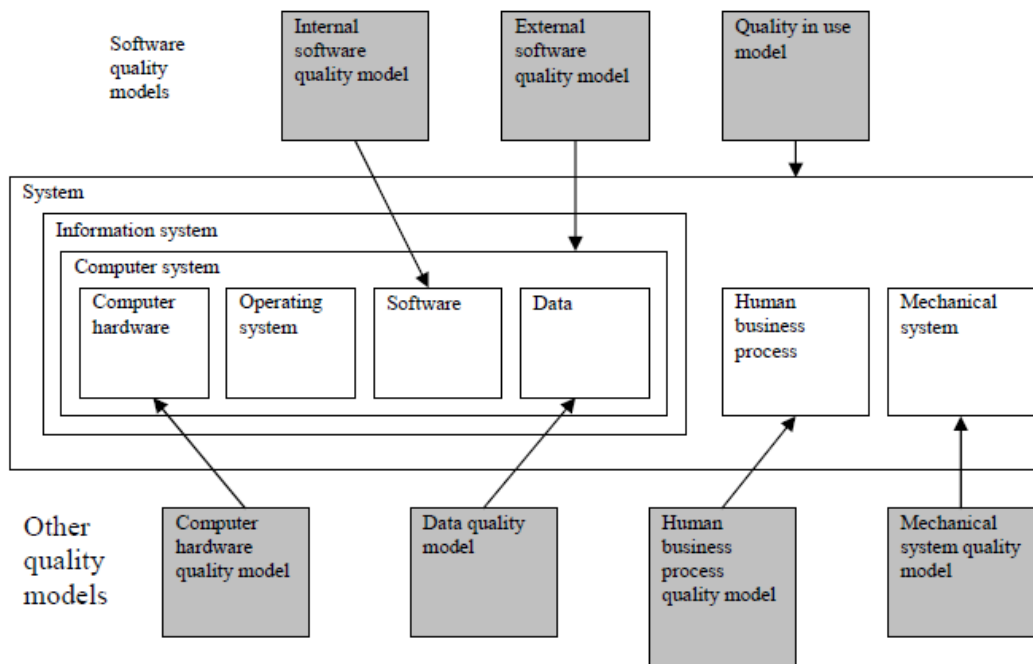 Software
quality
models
Internal
software
quality model
External
software
quality model
Quality in use
model
System
Information system
Computer system
Computer
hardware
Operating
system
Software
Data
Human
business
process
Mechanical
system
Other
quality
models
Computer
hardware
quality model
Data quality
model
Human
business
process
quality model
Mechanical
system quality
model